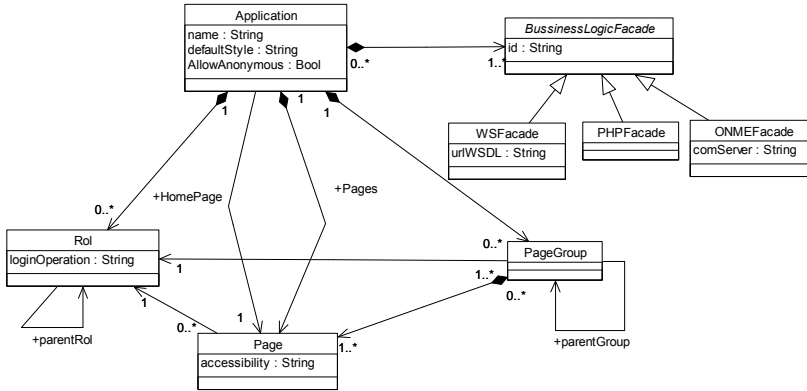 Application
name : String
defaultStyle : String
AllowAnonymous : Bool
BussinessLogicFacade
id : String
0..*
1..*
1
1
1
WSFacade
urlWSDL : String
PHPFacade
ONMEFacade
comServer : String
+HomePage
+Pages
0..*
Rol
loginOperation : String
0..*
PageGroup
1
1..*
0..*
1
+parentRol
0..*
1
1..*
+parentGroup
Page
accessibility : String